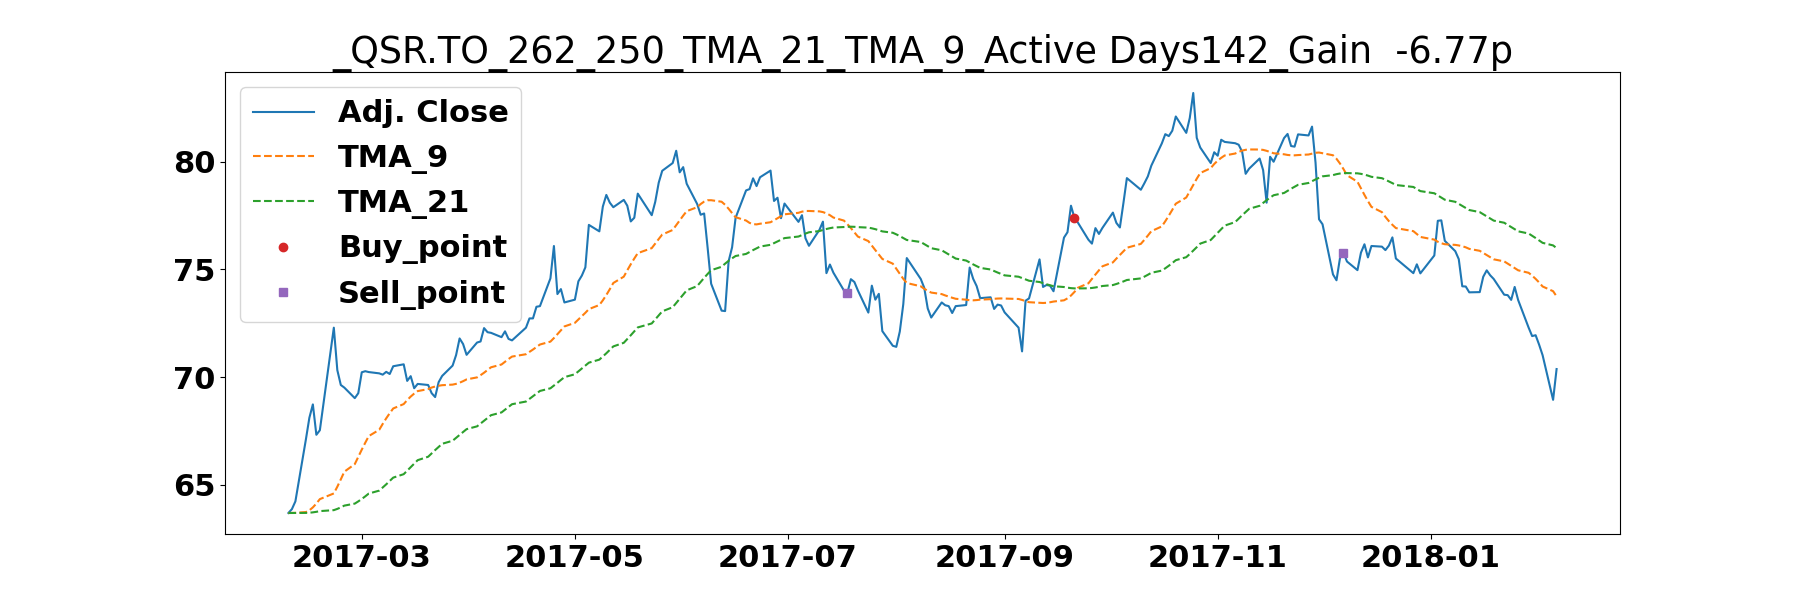 _QSR.TO_262_250_TMA_21_TMA_9_Active Days142_Gain  -6.77p
Adj. Close
TMA_9
TMA_21
Buy_point
Sell_point
80
75
70
65
2017-03
2017-05
2017-07
2017-09
2017-11
2018-01